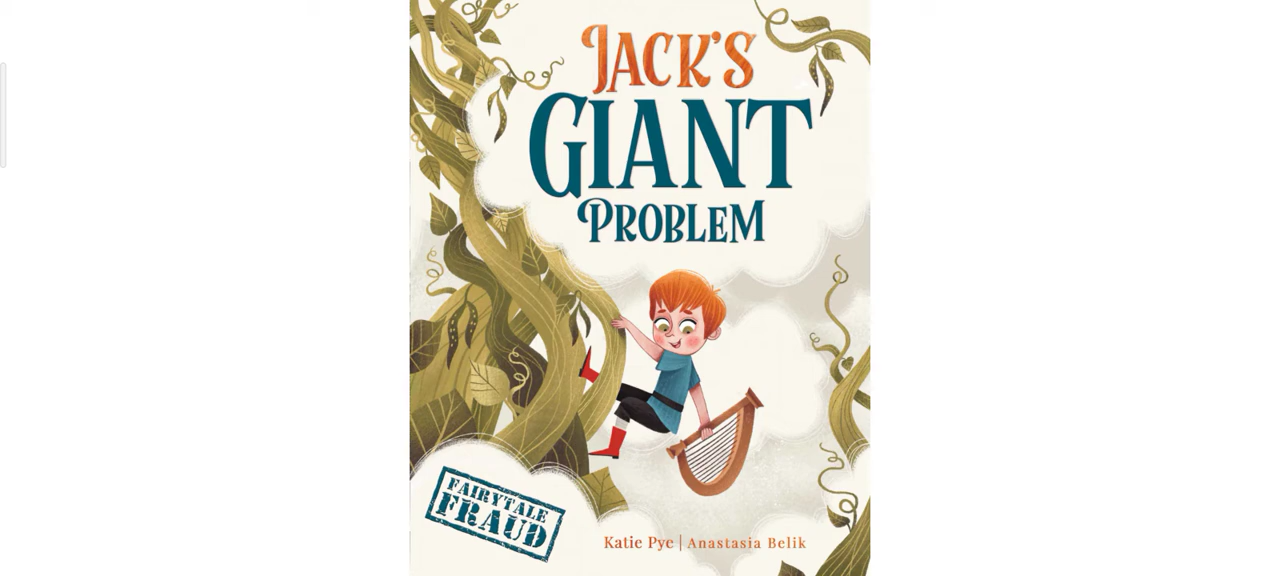 JACK'S
GIANT
PROBLEM
FAIRYTALE
FRAUD
Katie Pye | Anastasia Belik